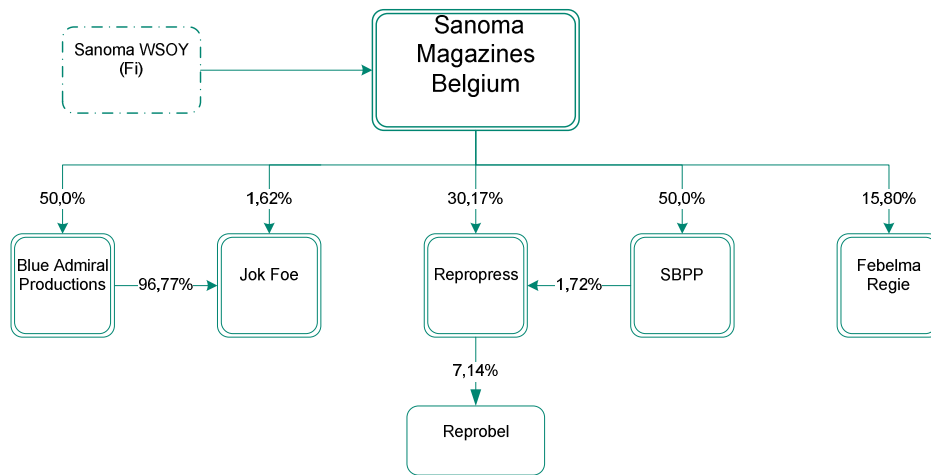 Sanoma WSOY
(Fi)
Sanoma
Magazines
Belgium
50,0%
1,62%
30,17%
50,0%
15,80%
Blue Admiral
Productions
96,77%
Jok Foe
Repropress
1,72%
SBPP
Febelma
Regie
7,14%
Reprobel